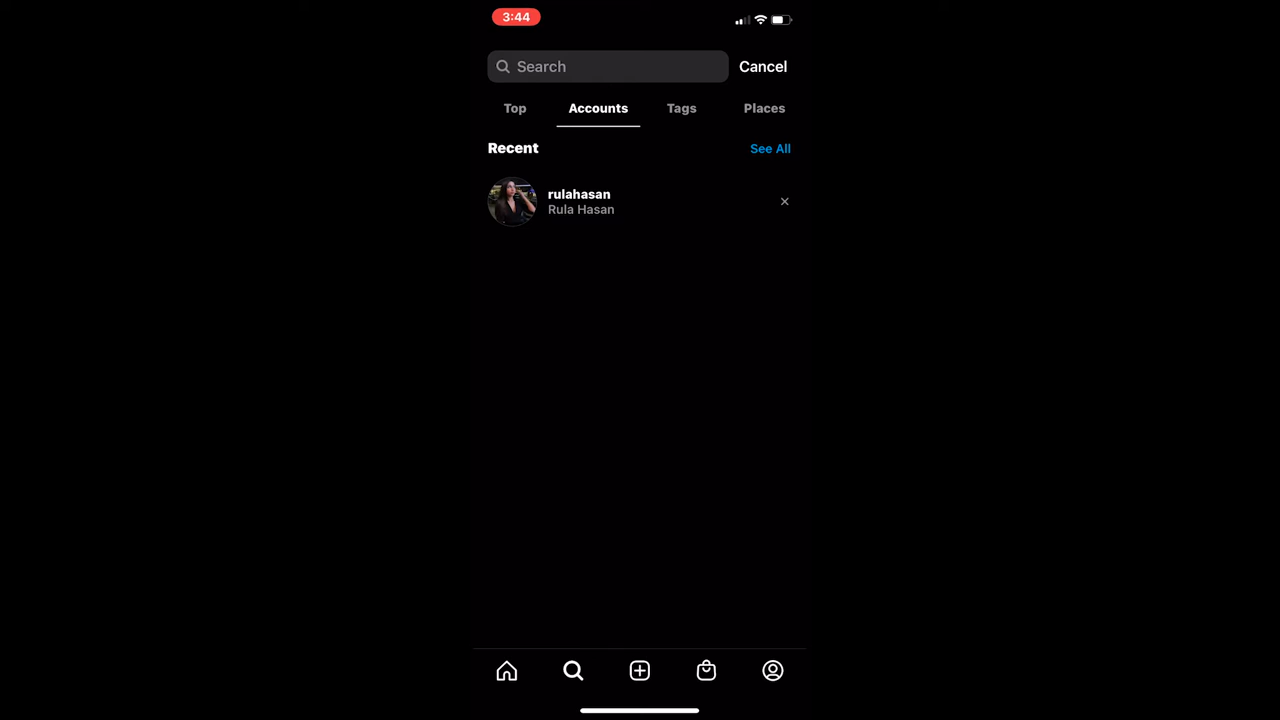 3:44
Search Cancel
Top Accounts Tags Places
Recent See All
rulahasan
Rula Hasan